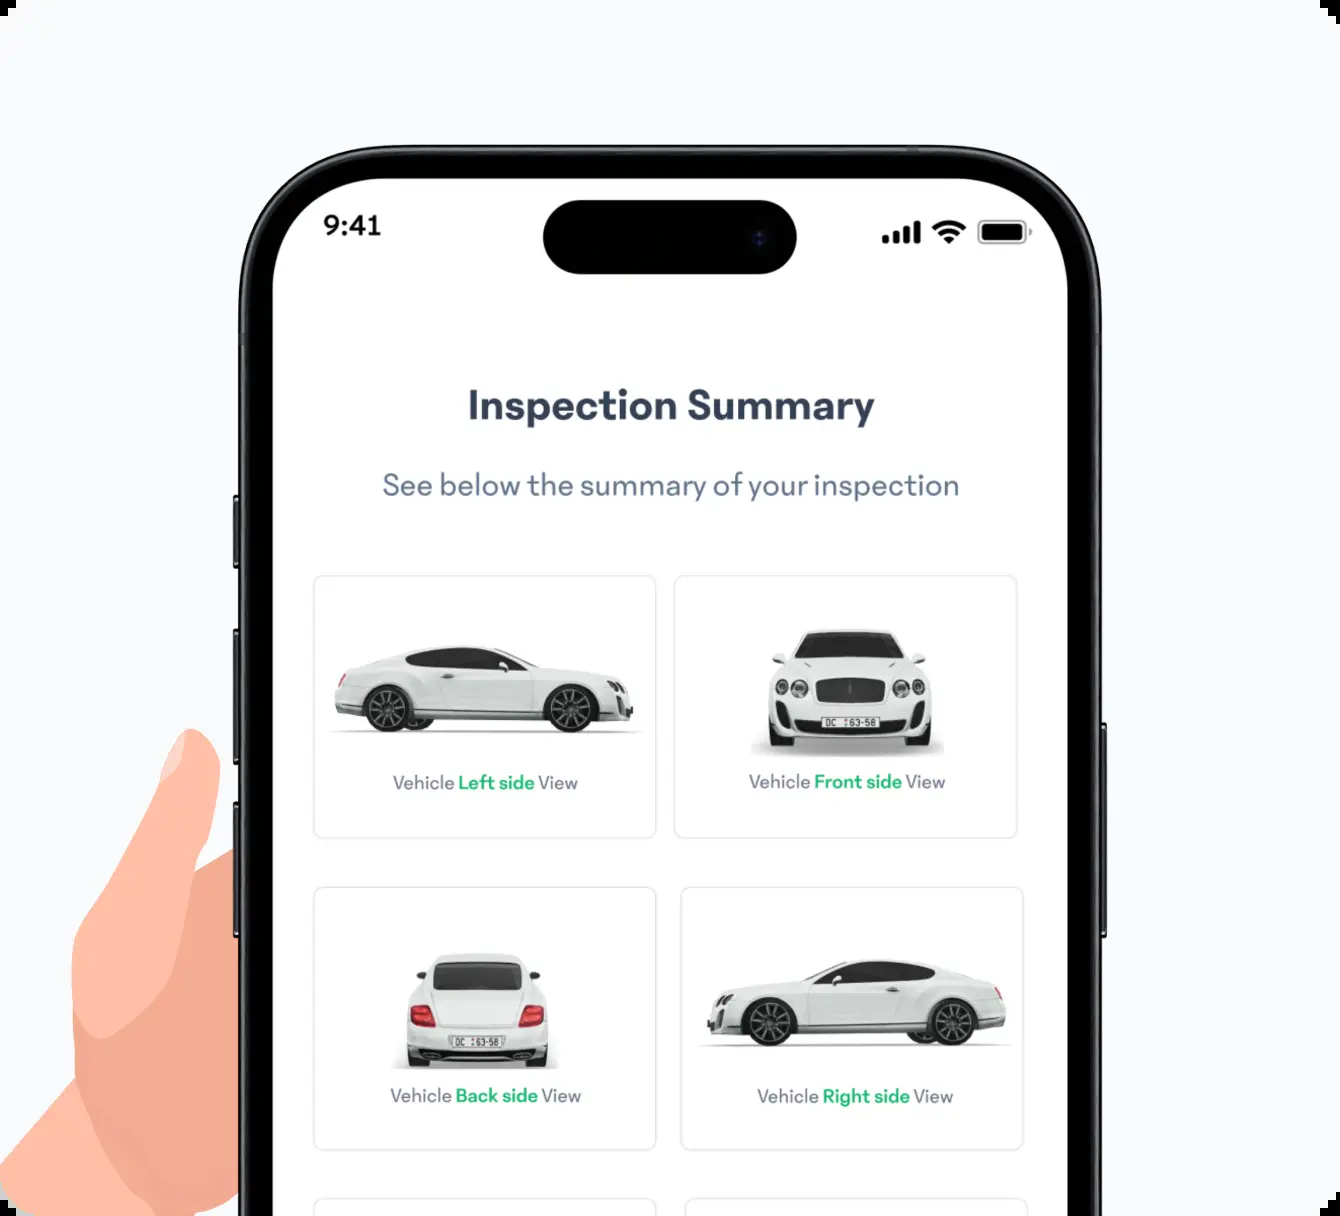 9:41
Inspection Summary
See below the summary of your inspection
DC :63-58
Vehicle Left side View
Vehicle Front side View
DC :63-58
Vehicle Back side View
Vehicle Right side View